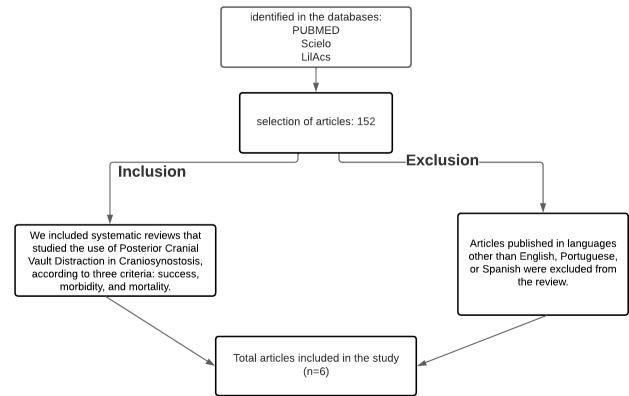 identified in the databases:
PUBMED
Scielo
LilAcs
selection of articles: 152
Inclusion
Exclusion
We included systematic reviews that
studied the use of Posterior Cranial
Vault Distraction in Craniosynostosis,
according to three criteria: success,
morbidity, and mortality.
Articles published in languages
other than English, Portuguese,
or Spanish were excluded from
the review.
Total articles included in the study
(n=6)